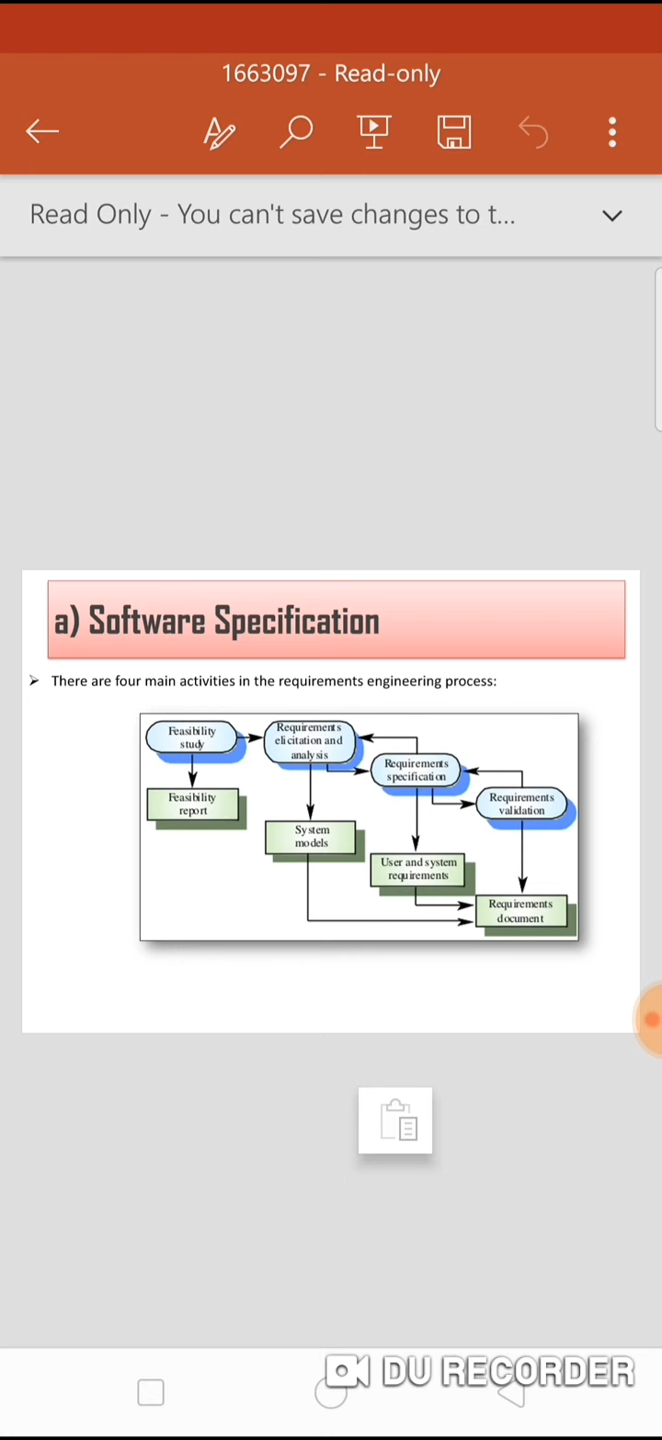 1663097 - Read-only
Read Only - You can't save changes to t...
a) Software Specification
There are four main activities in the requirements engineering process:
Feasibility
study
Requirements
elicitation and
analysis
Requirements
specification
Requirements
validation
Feasibility
report
System
models
User and system
requirements
Requirements
document
DU RECORDER